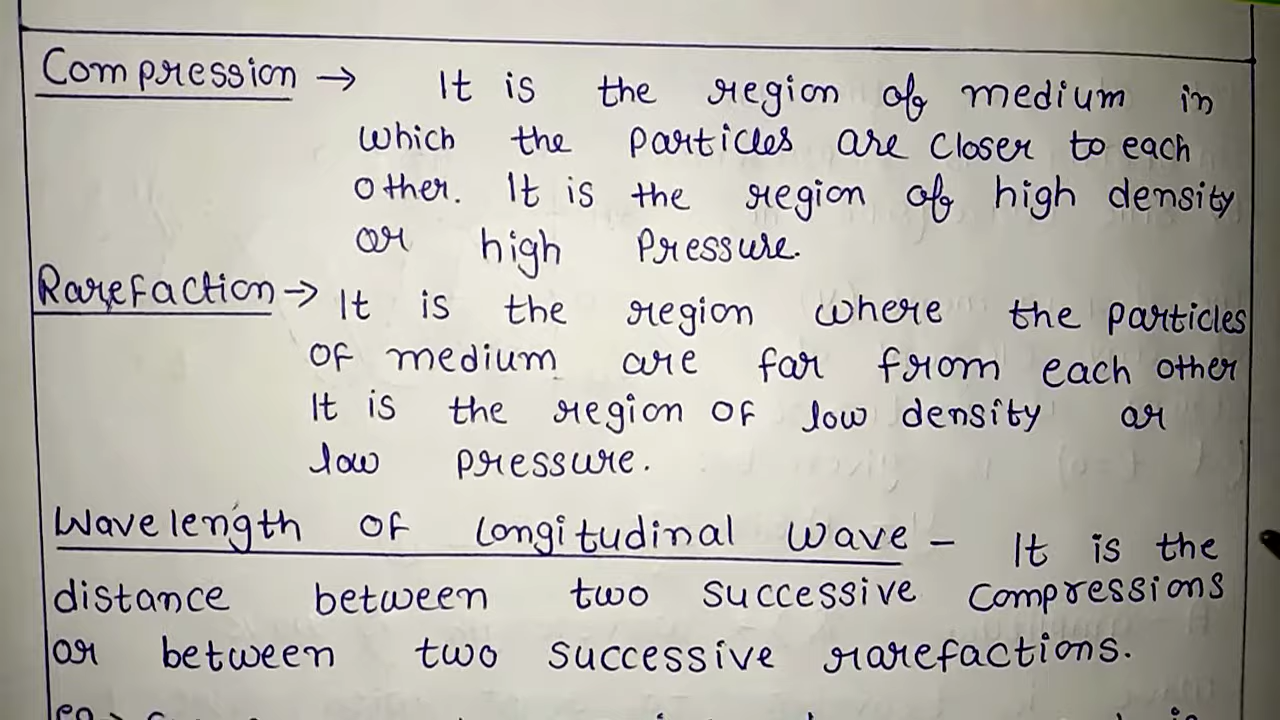 Compression → It is the region of medium in
which the particles are closer to each
other. It is the region of high density
or high Pressure.
Rarefaction → It is the region where the particles
of medium are far from each other
It is the region of low density or
low pressure.
Wavelength of Longitudinal wave - It is the
distance between two successive compressions
or between two successive rarefactions.